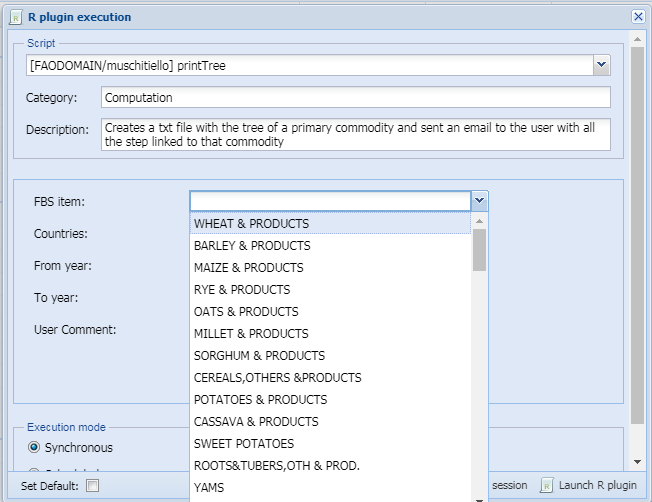 R plugin execution
Script
[FAODOMAIN/muschitiello] printTree
Category: Computation
Description: Creates a txt file with the tree of a primary commodity and sent an email to the user with all
the step linked to that commodity
FBS item:
WHEAT & PRODUCTS
Countries:
BARLEY & PRODUCTS
From year:
MAIZE & PRODUCTS
RYE & PRODUCTS
To year:
OATS & PRODUCTS
User Comment:
MILLET & PRODUCTS
SORGHUM & PRODUCTS
CEREALS,OTHERS &PRODUCTS
POTATOES & PRODUCTS
CASSAVA & PRODUCTS
SWEET POTATOES
ROOTS&TUBERS,OTH & PROD.
YAMS
Execution mode
Synchronous
Set Default:
session
Launch R plugin